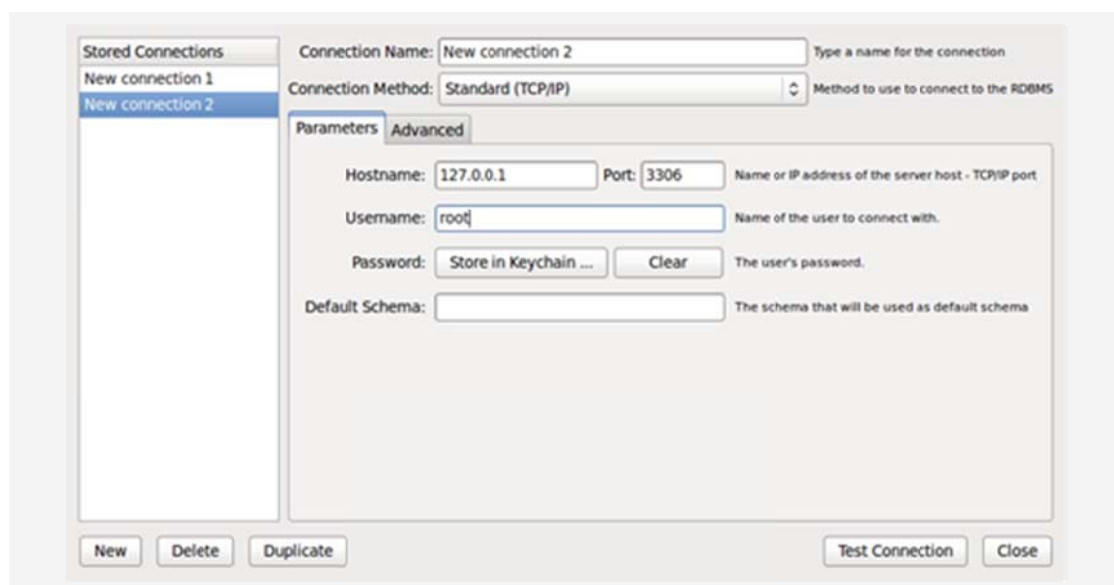 Stored Connections
New connection 1
New connection 2
Connection Name: New connection 2 Type a name for the connection
Connection Method: Standard (TCP/IP) Method to use to connect to the RDBMS
Parameters Advanced
Hostname: 127.0.0.1 Port: 3306 Name or IP address of the server host - TCP/IP port
Username: root Name of the user to connect with.
Password: Store in Keychain ... Clear The user's password.
Default Schema: The schema that will be used as default schema
New Delete Duplicate Test Connection Close